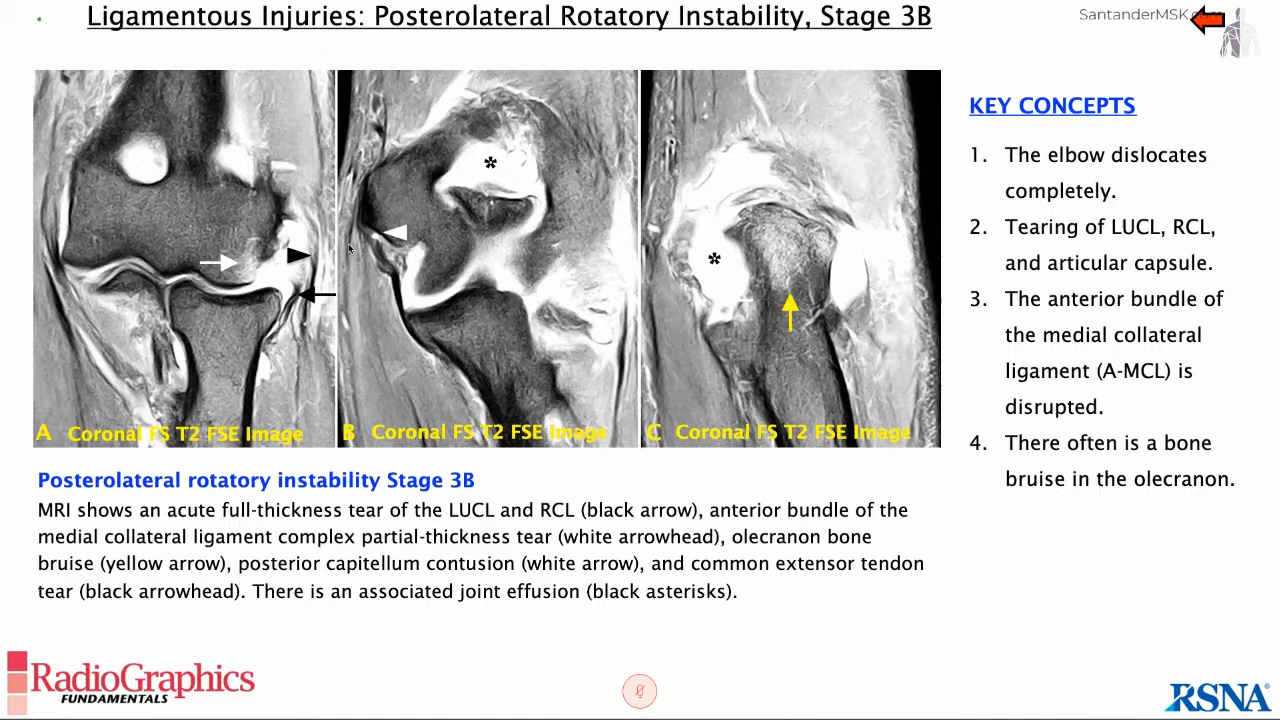 Ligamentous Injuries: Posterolateral Rotatory Instability, Stage 3B
SantanderMSK.com
KEY CONCEPTS
1. The elbow dislocates
completely.
2. Tearing of LUCL, RCL,
and articular capsule.
3. The anterior bundle of
the medial collateral
ligament (A-MCL) is
disrupted.
4. There often is a bone
bruise in the olecranon.
*
*
A Coronal FS T2 FSE Image
B Coronal FS T2 FSE Image
C Coronal FS T2 FSE Image
Posterolateral rotatory instability Stage 3B
MRI shows an acute full-thickness tear of the LUCL and RCL (black arrow), anterior bundle of the
medial collateral ligament complex partial-thickness tear (white arrowhead), olecranon bone
bruise (yellow arrow), posterior capitellum contusion (white arrow), and common extensor tendon
tear (black arrowhead). There is an associated joint effusion (black asterisks).
RadioGraphics
FUNDAMENTALS
RSNA®